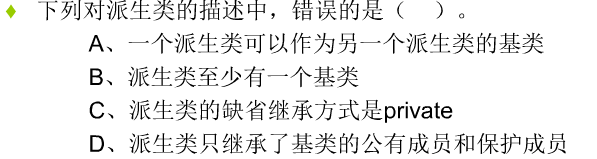 下列对派生类的描述中，错误的是（　）。
A、一个派生类可以作为另一个派生类的基类
B、派生类至少有一个基类
C、派生类的缺省继承方式是private
D、派生类只继承了基类的公有成员和保护成员